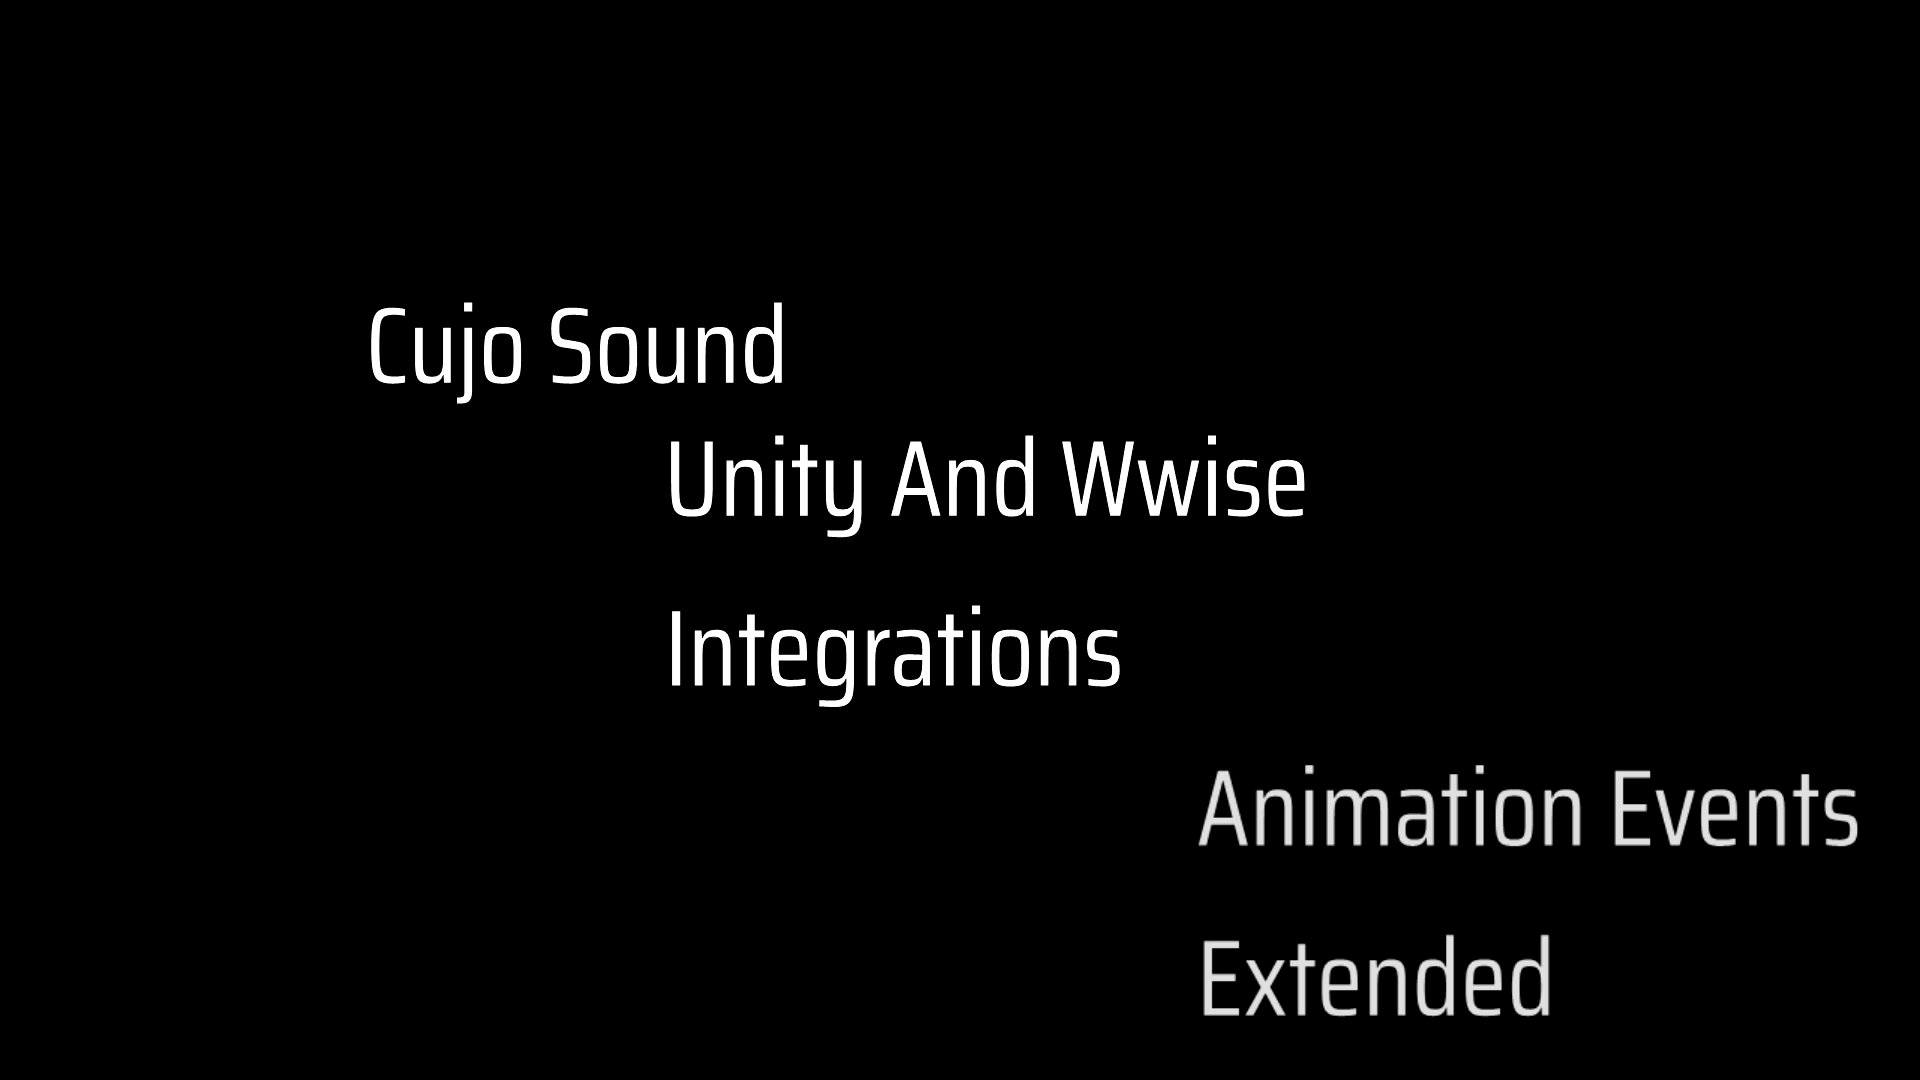 Cujo Sound
Unity And Wwise
Integrations
Animation Events
Extended